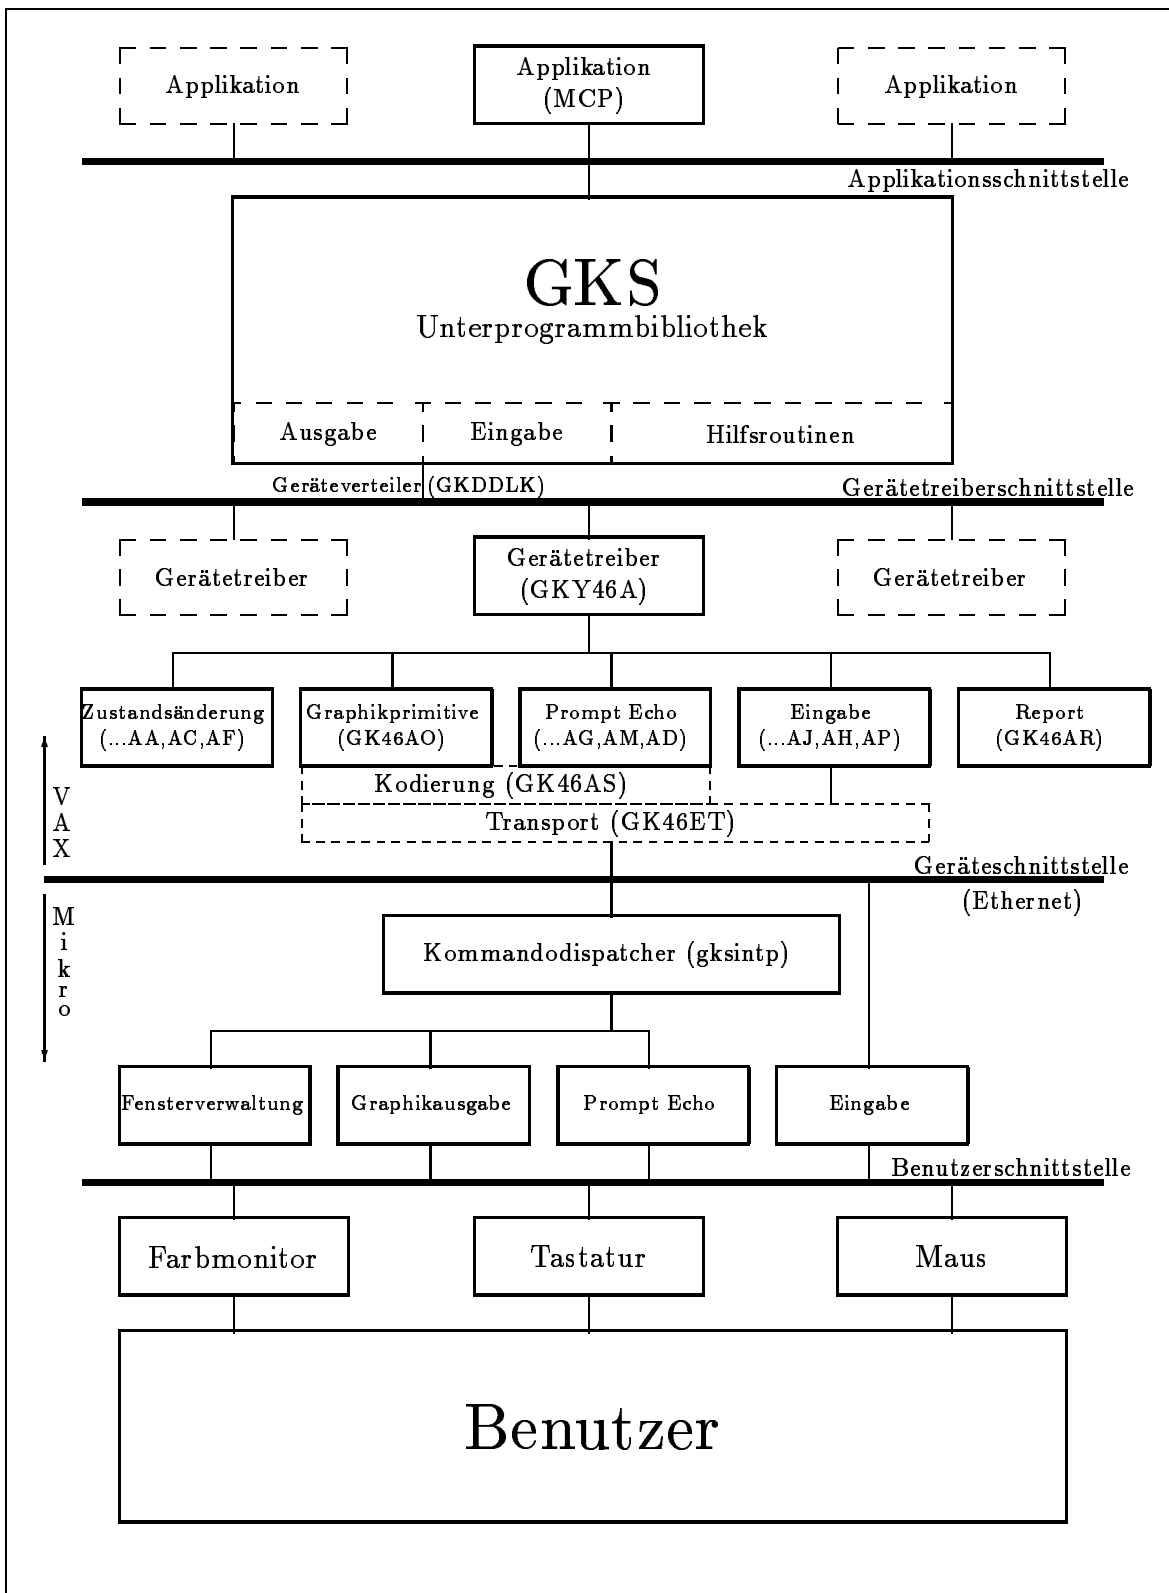 Applikation
Applikation
(MCP)
Applikation
Applikationsschnittstelle
GKS
Unterprogrammbibliothek
Ausgabe
Eingabe
Hilfsroutinen
Geräteverteiler (GKDDLK)
Gerätetreiberschnittstelle
Gerätetreiber
Gerätetreiber
(GKY46A)
Gerätetreiber
Zustandsänderung
(...AA,AC,AF)
Graphikprimitive
(GK46AO)
Prompt Echo
(...AG,AM,AD)
Eingabe
(...AJ,AH,AP)
Report
(GK46AR)
Kodierung (GK46AS)
Transport (GK46ET)
V
A
X
Geräteschnittstelle
(Ethernet)
M
i
k
r
o
Kommandodispatcher (gksintp)
Fensterverwaltung
Graphikausgabe
Prompt Echo
Eingabe
Benutzerschnittstelle
Farbmonitor
Tastatur
Maus
Benutzer